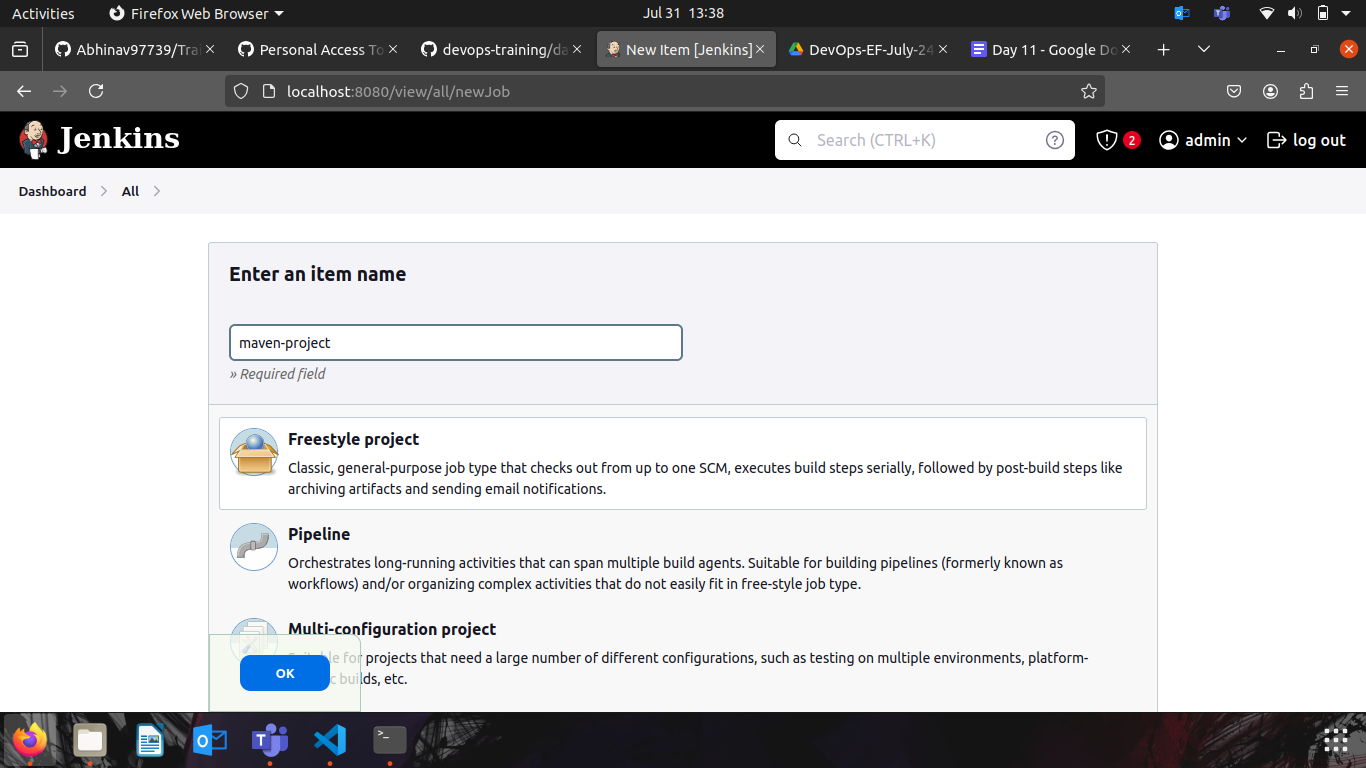 Activities
Firefox Web Browser
Jul 31 13:38
Abhinav97739/Trai
Personal Access To
devops-training/da
New Item [Jenkins]
DevOps-EF-July-24
Day 11 - Google Do
localhost:8080/view/all/newJob
Jenkins
Search (CTRL+K)
?
2
admin
log out
Dashboard
All
Enter an item name
maven-project
» Required field
Freestyle project
Classic, general-purpose job type that checks out from up to one SCM, executes build steps serially, followed by post-build steps like
archiving artifacts and sending email notifications.
Pipeline
Orchestrates long-running activities that can span multiple build agents. Suitable for building pipelines (formerly known as
workflows) and/or organizing complex activities that do not easily fit in free-style job type.
Multi-configuration project
Suitable for projects that need a large number of different configurations, such as testing on multiple environments, platform-
builds, etc.
OK